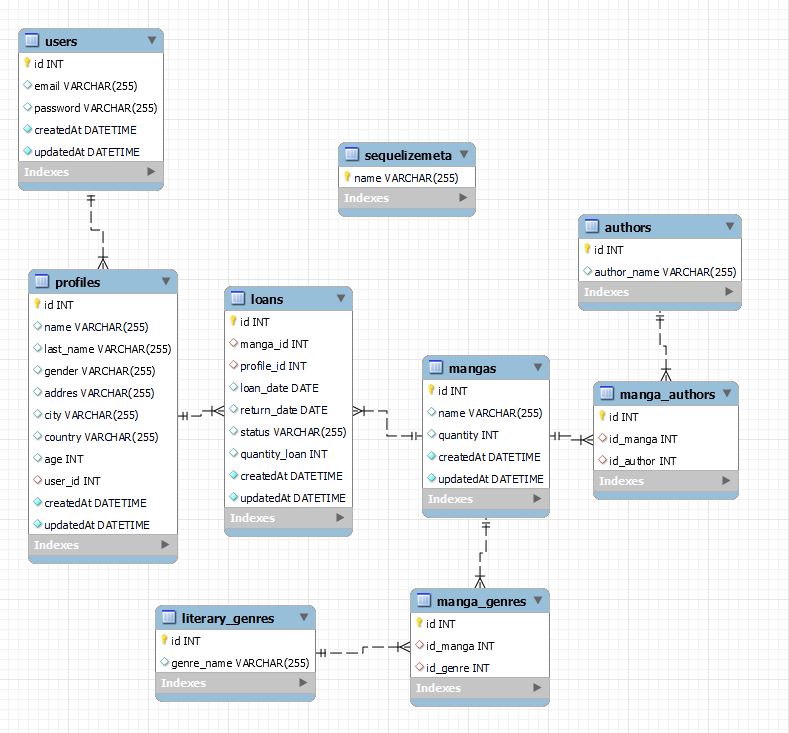 users
id INT
email VARCHAR(255)
password VARCHAR(255)
createdAt DATETIME
updatedAt DATETIME
Indexes
sequelizemeta
name VARCHAR(255)
Indexes
authors
id INT
author_name VARCHAR(255)
Indexes
profiles
id INT
name VARCHAR(255)
last_name VARCHAR(255)
gender VARCHAR(255)
addres VARCHAR(255)
city VARCHAR(255)
country VARCHAR(255)
age INT
user_id INT
createdAt DATETIME
updatedAt DATETIME
Indexes
loans
id INT
manga_id INT
profile_id INT
loan_date DATE
return_date DATE
status VARCHAR(255)
quantity_loan INT
createdAt DATETIME
updatedAt DATETIME
Indexes
mangas
id INT
name VARCHAR(255)
quantity INT
createdAt DATETIME
updatedAt DATETIME
Indexes
manga_authors
id INT
id_manga INT
id_author INT
Indexes
literary_genres
id INT
genre_name VARCHAR(255)
Indexes
manga_genres
id INT
id_manga INT
id_genre INT
Indexes